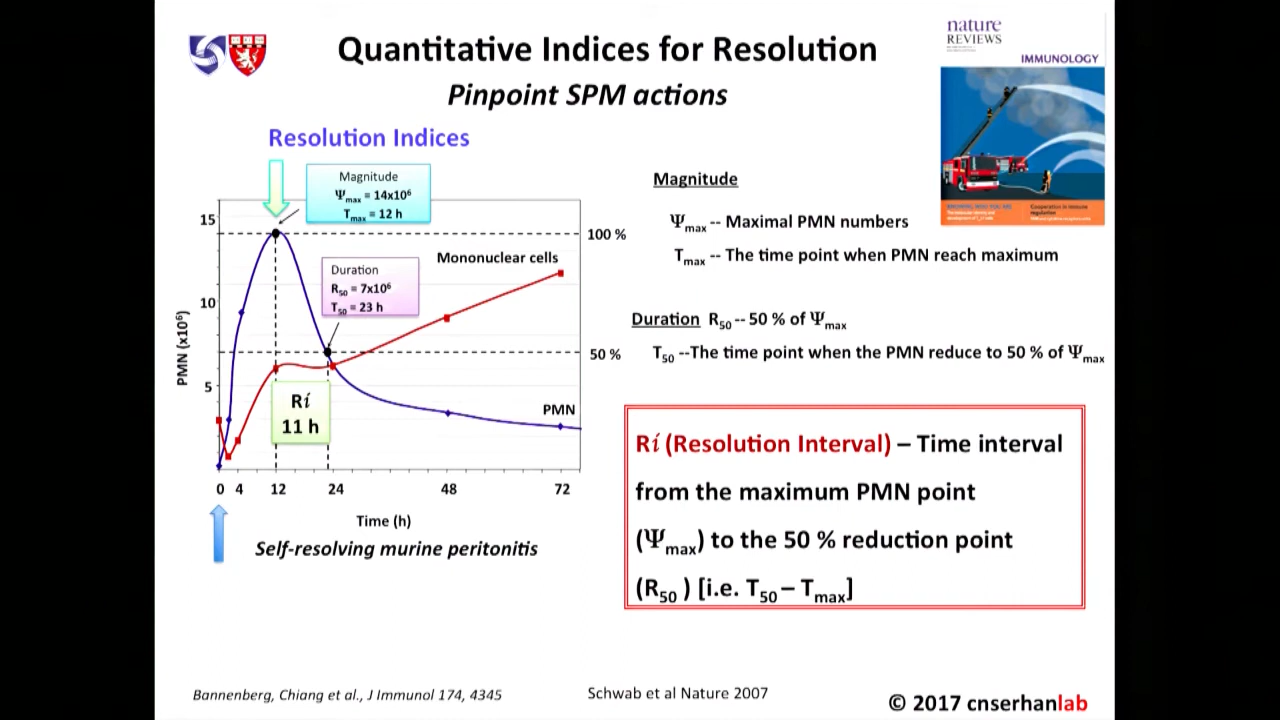 Quantitative Indices for Resolution
Pinpoint SPM actions
nature
REVIEWS
IMMUNOLOGY
Resolution Indices
Magnitude
Ψmax = 14x10⁶
Tmax = 12 h
15
100 %
Mononuclear cells
Duration
R50 = 7x10⁶
T50 = 23 h
10
PMN (x10⁶)
50 %
5
Rí
11 h
PMN
0 4 12 24 48 72
Time (h)
Self-resolving murine peritonitis
Magnitude
Ψmax -- Maximal PMN numbers
Tmax -- The time point when PMN reach maximum
Duration R50 -- 50 % of Ψmax
T50 --The time point when the PMN reduce to 50 % of Ψmax
Rí (Resolution Interval) – Time interval
from the maximum PMN point
(Ψmax) to the 50 % reduction point
(R50 ) [i.e. T50 – Tmax]
Bannenberg, Chiang et al., J Immunol 174, 4345
Schwab et al Nature 2007
© 2017 cnserhanlab